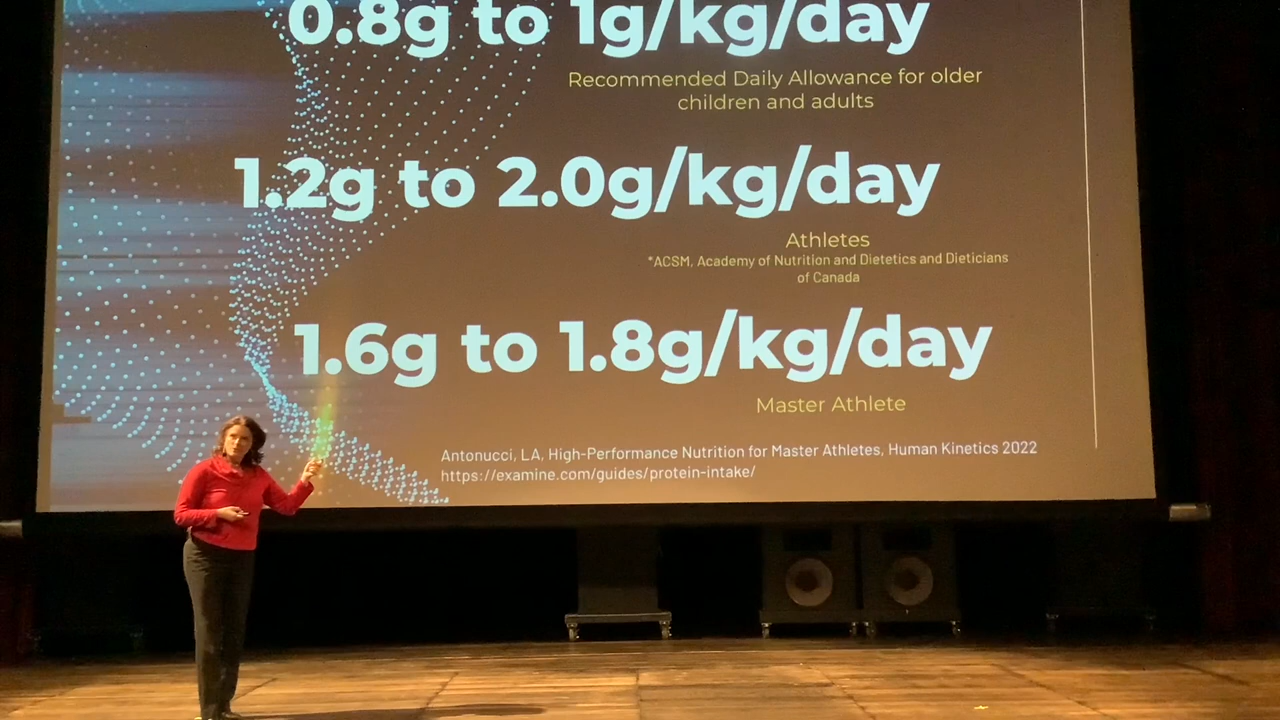 0.8g to 1g/kg/day
Recommended Daily Allowance for older
children and adults
1.2g to 2.0g/kg/day
Athletes
*ACSM, Academy of Nutrition and Dietetics and Dieticians
of Canada
1.6g to 1.8g/kg/day
Master Athlete
Antonucci, LA, High-Performance Nutrition for Master Athletes, Human Kinetics 2022
https://examine.com/guides/protein-intake/